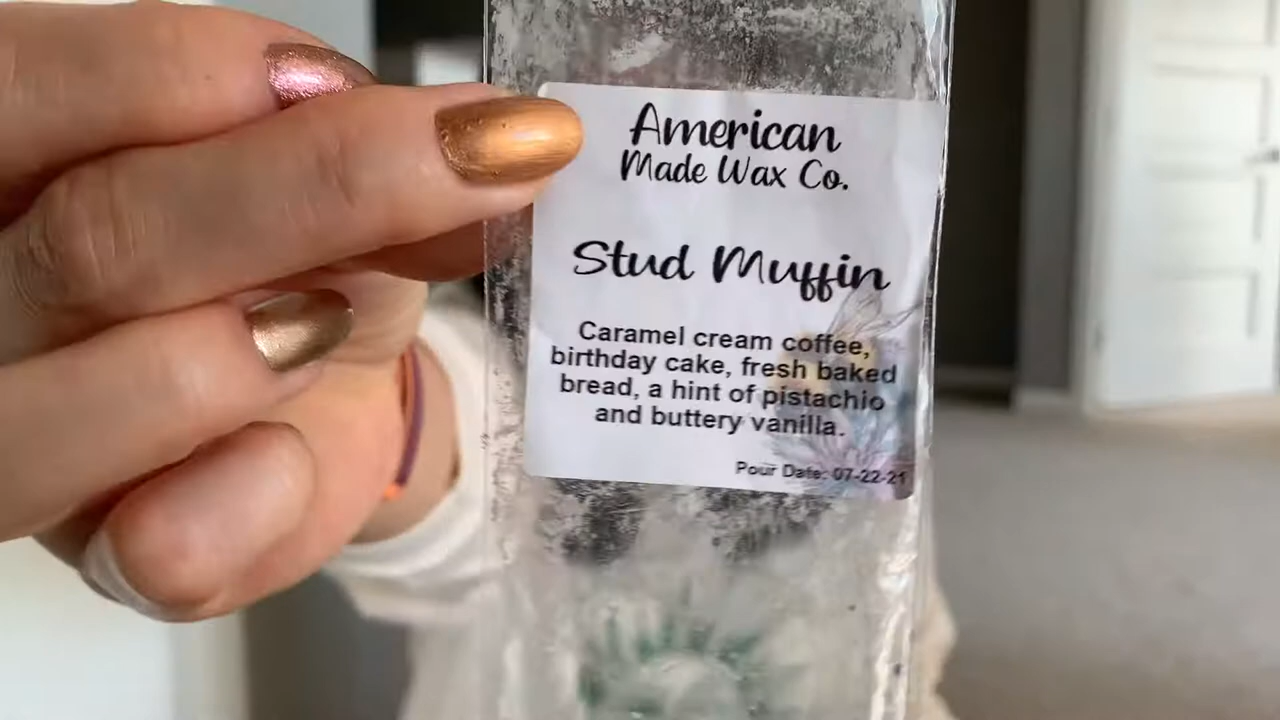 American
Made Wax Co.
Stud Muffin
Caramel cream coffee,
birthday cake, fresh baked
bread, a hint of pistachio
and buttery vanilla.
Pour Date: 07-22-21